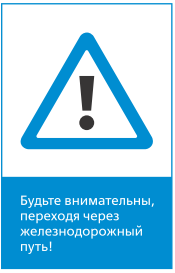 Будьте внимательны,
переходя через
железнодорожный
путь!